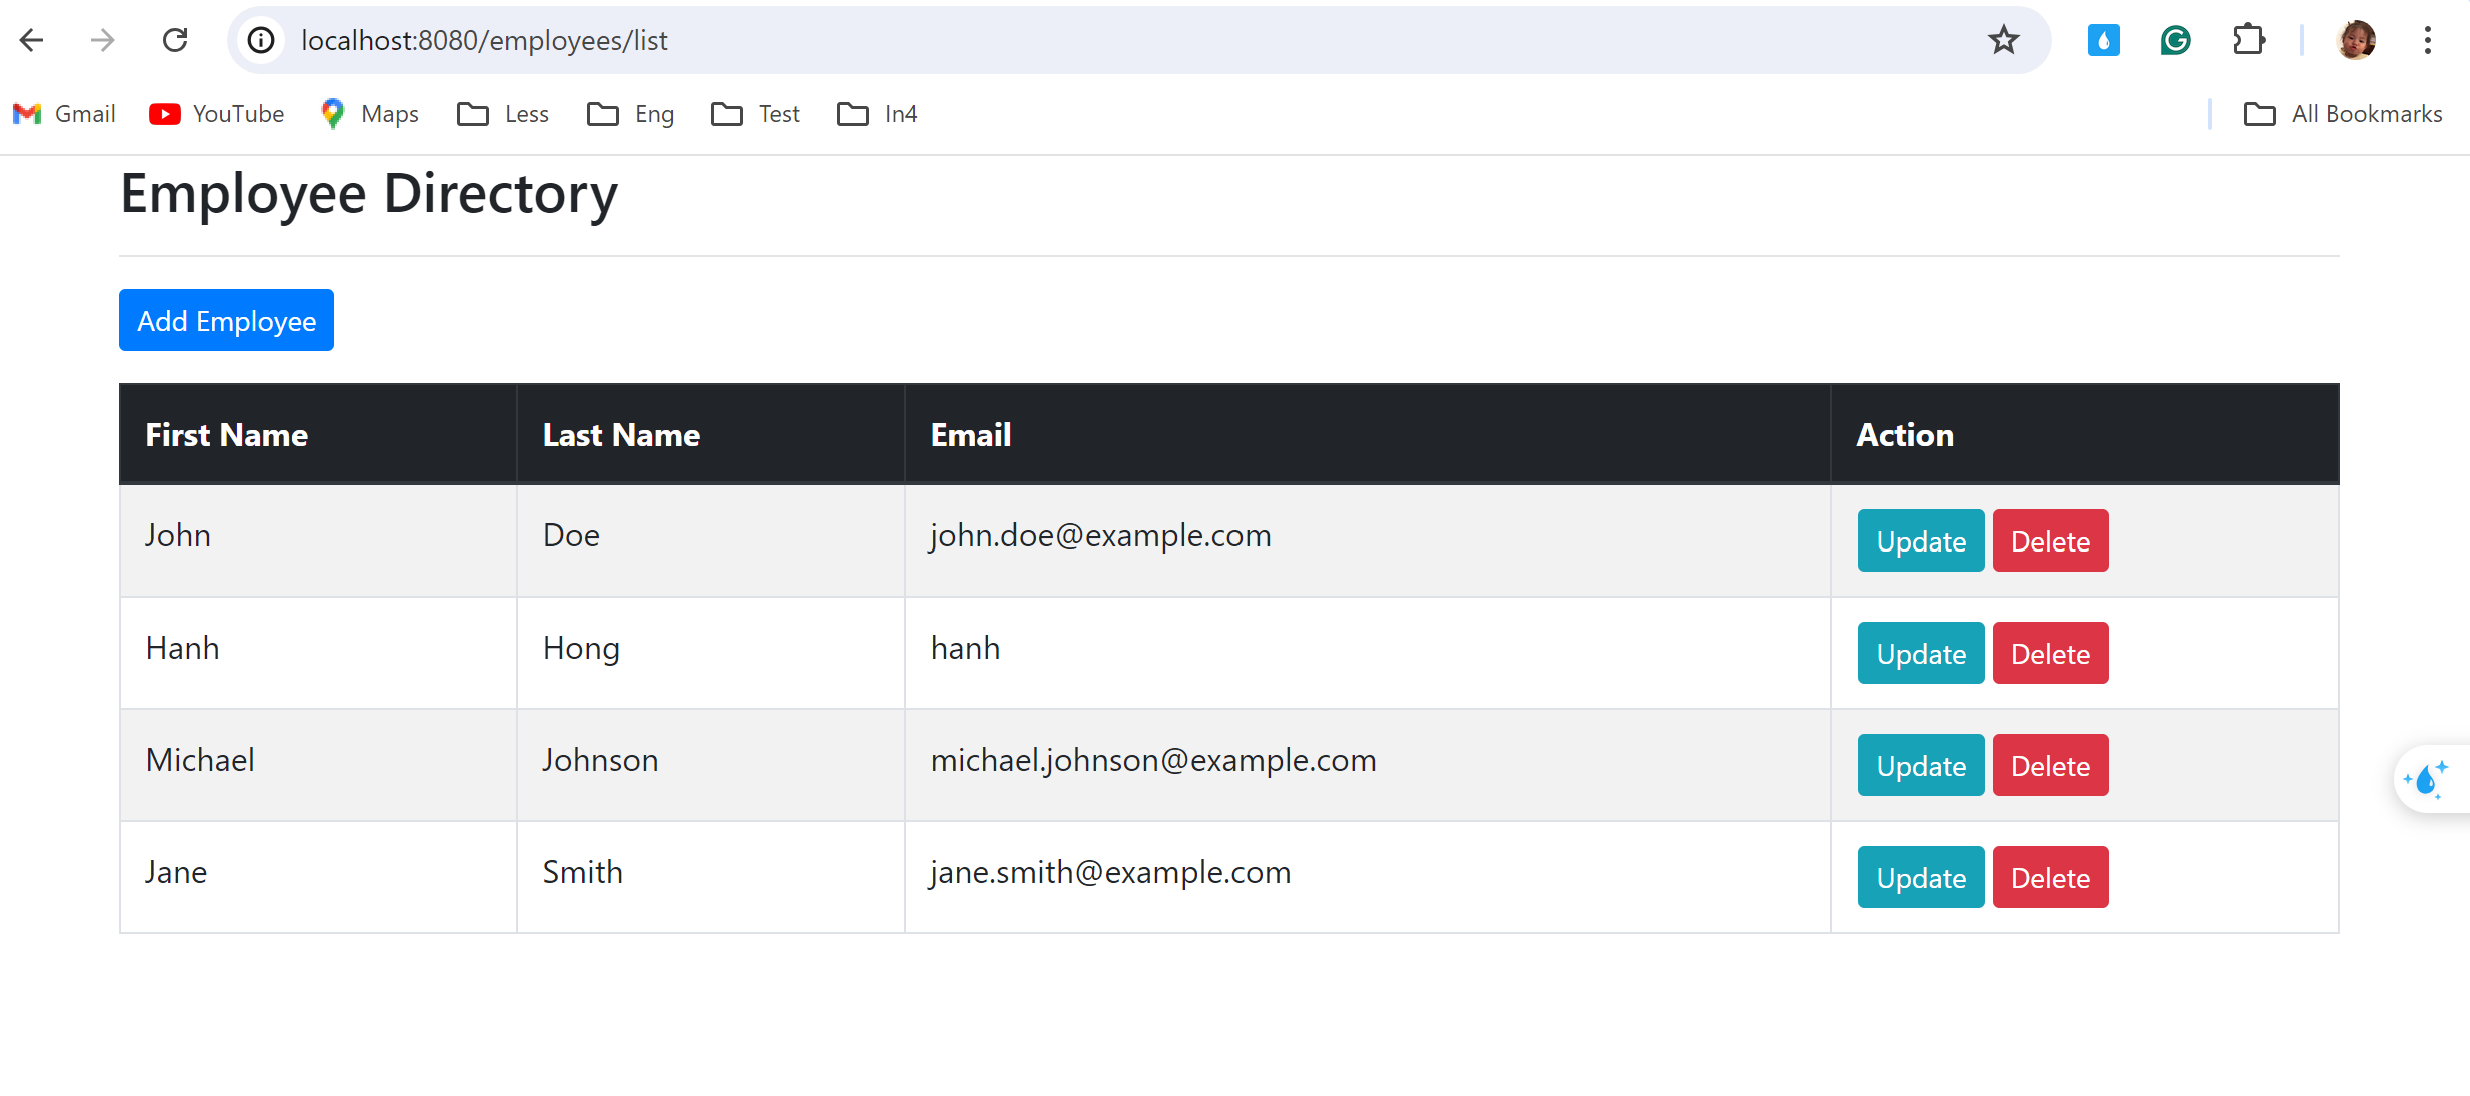 localhost:8080/employees/list
Gmail YouTube Maps Less Eng Test In4 All Bookmarks
Employee Directory
Add Employee
First Name Last Name Email Action
John Doe john.doe@example.com Update Delete
Hanh Hong hanh Update Delete
Michael Johnson michael.johnson@example.com Update Delete
Jane Smith jane.smith@example.com Update Delete